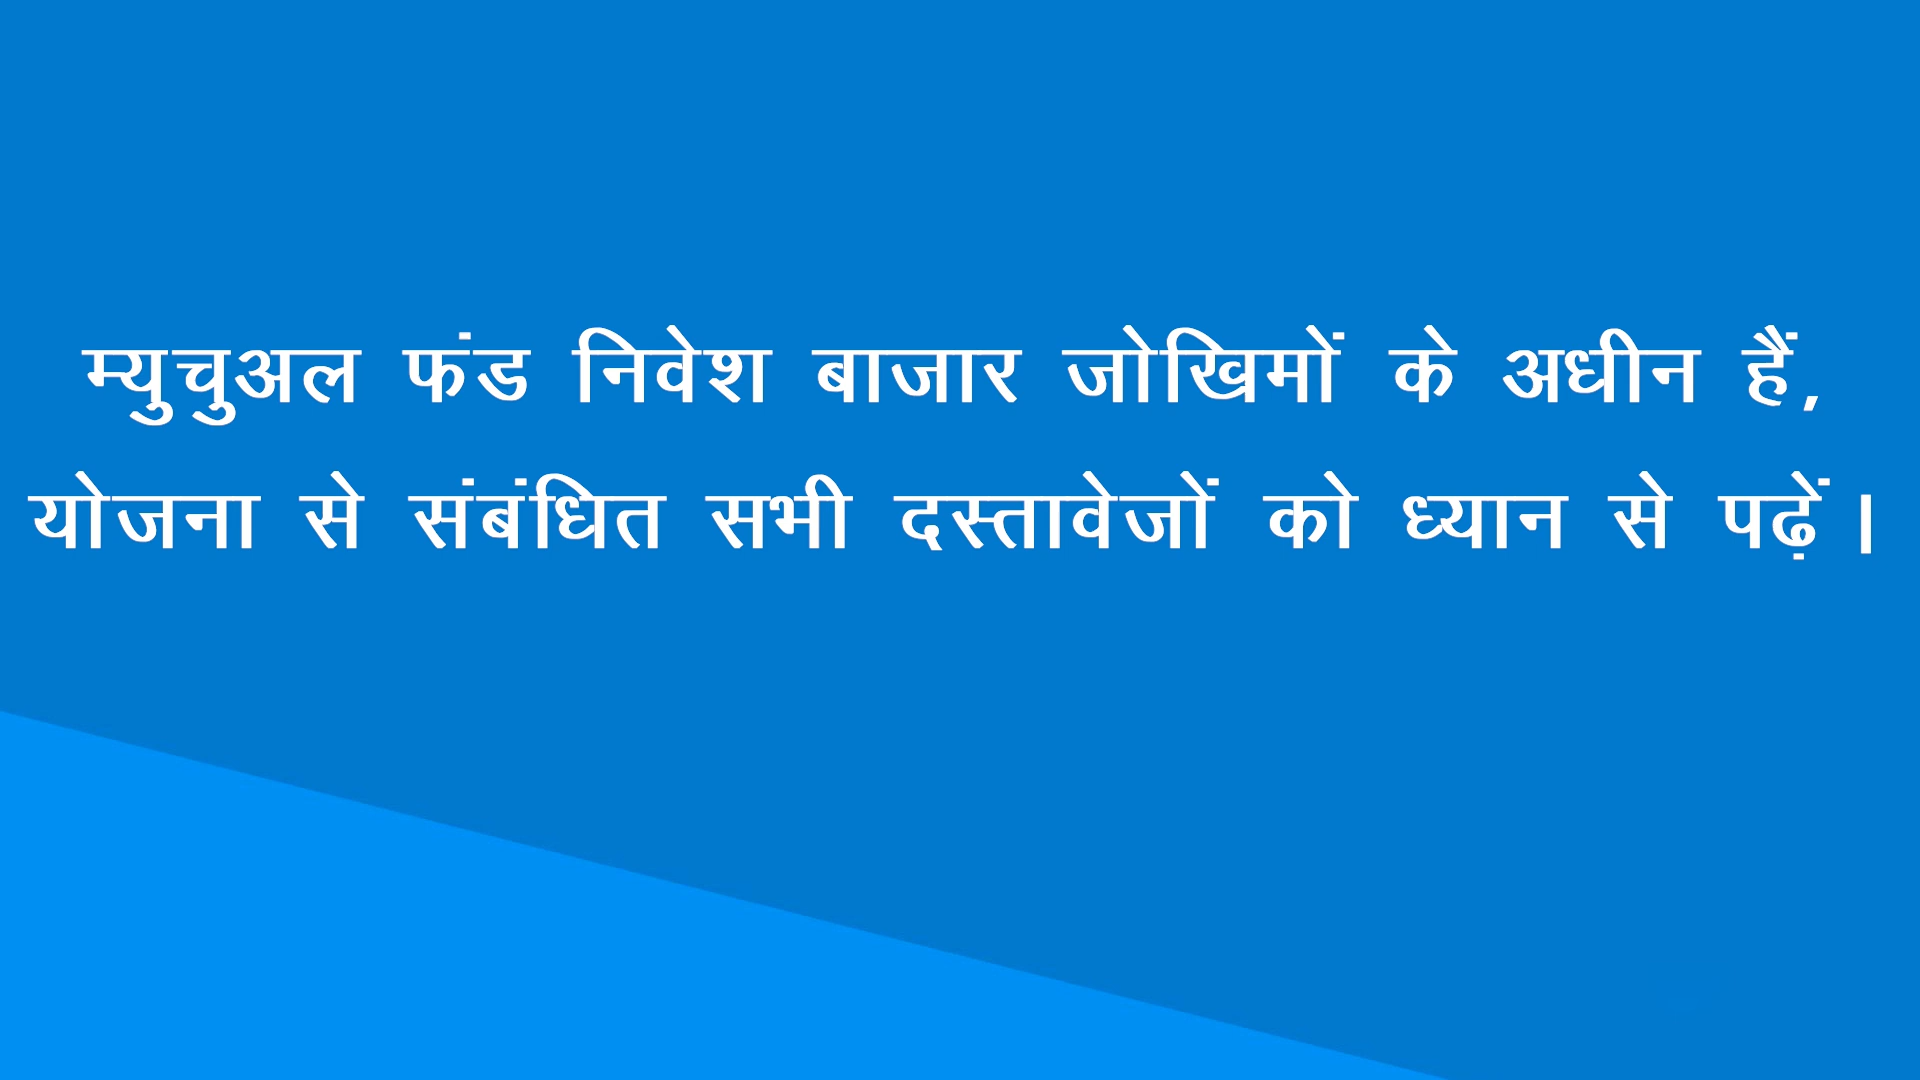 म्युचुअल फंड निवेश बाजार जोखिमों के अधीन हैं,
योजना से संबंधित सभी दस्तावेजों को ध्यान से पढ़ें।